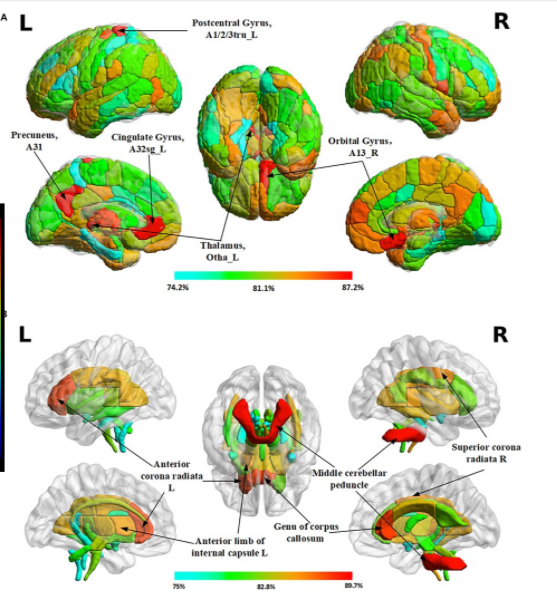 A
L
R
Postcentral Gyrus,
A1/2/3tru_L
Precuneus,
A31
Cingulate Gyrus,
A32sg_L
Orbital Gyrus,
A13_R
Thalamus,
Otha_L
74.2%
81.1%
87.2%
B
L
R
Superior corona
radiata R
Anterior
corona radiata
L
Middle cerebellar
peduncle
Genu of corpus
callosum
Anterior limb of
internal capsule L
75%
82.8%
89.7%